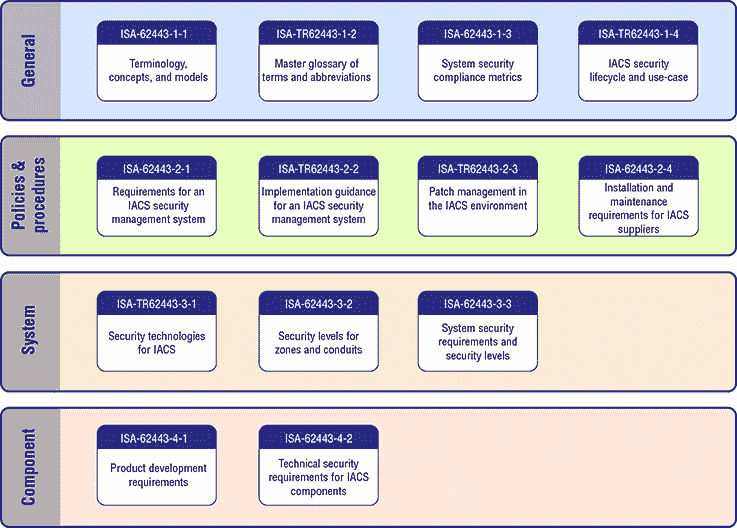 General
ISA-62443-1-1
Terminology,
concepts, and models
ISA-TR62443-1-2
Master glossary of
terms and abbreviations
ISA-62443-1-3
System security
compliance metrics
ISA-TR62443-1-4
IACS security
lifecycle and use-case
Policies &
procedures
ISA-62443-2-1
Requirements for an
IACS security
management system
ISA-TR62443-2-2
Implementation guidance
for an IACS security
management system
ISA-TR62443-2-3
Patch management in
the IACS environment
ISA-62443-2-4
Installation and
maintenance
requirements for IACS
suppliers
System
ISA-TR62443-3-1
Security technologies
for IACS
ISA-62443-3-2
Security levels for
zones and conduits
ISA-62443-3-3
System security
requirements and
security levels
Component
ISA-62443-4-1
Product development
requirements
ISA-62443-4-2
Technical security
requirements for IACS
components